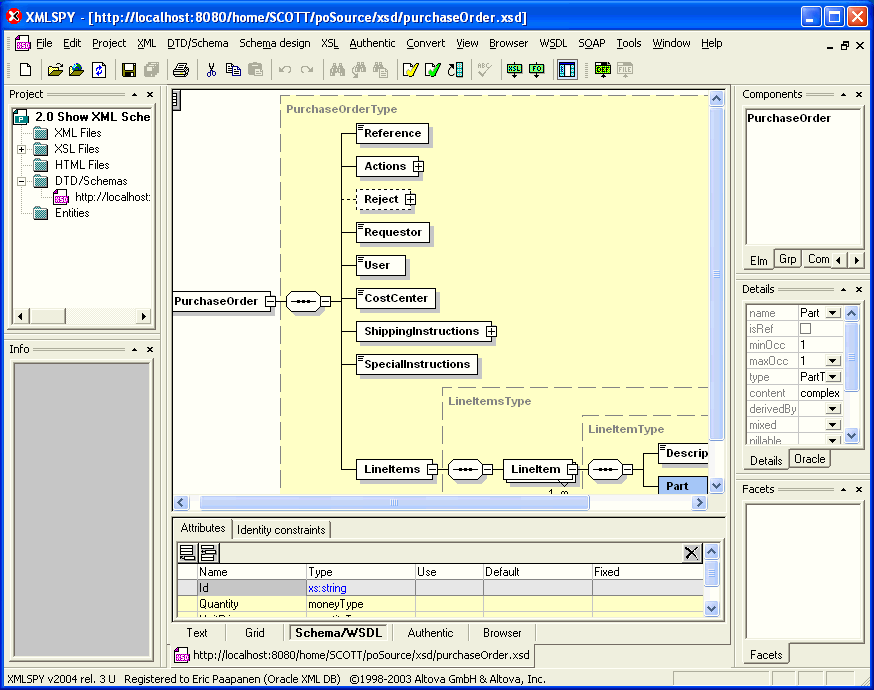 XMLSPY - [http://localhost:8080/home/SCOTT/poSource/xsd/purchaseOrder.xsd]
File Edit Project XML DTD/Schema Schema design XSL Authentic Convert View Browser WSDL SOAP Tools Window Help
Project
2.0 Show XML Sche
XML Files
XSL Files
HTML Files
DTD/Schemas
http://localhost:
Entities
Info
PurchaseOrderType
Reference
Actions
Reject
Requestor
User
PurchaseOrder
CostCenter
ShippingInstructions
SpecialInstructions
LineItemsType
LineItemType
LineItems
LineItem
Descrip
Part
Attributes Identity constraints
Name Type Use Default Fixed
Id xs:string
Quantity moneyType
Text Grid Schema/WSDL Authentic Browser
http://localhost:8080/home/SCOTT/poSource/xsd/purchaseOrder.xsd
Components
PurchaseOrder
Elm Grp Com
Details
name Part
isRef
minOcc 1
maxOcc 1
type PartT
content complex
derivedBy
mixed
nillable
Details Oracle
Facets
Facets
XMLSPY v2004 rel. 3 U Registered to Eric Paapanen (Oracle XML DB) ©1998-2003 Altova GmbH & Altova, Inc.